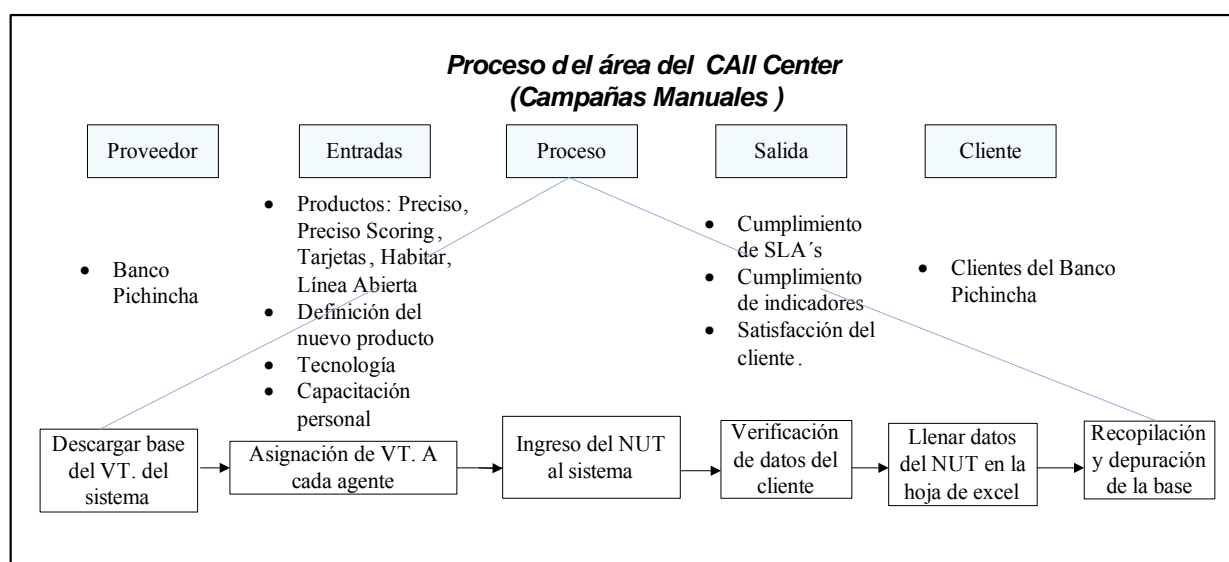 Proceso del área del CAll Center
(Campañas Manuales )
Proveedor
Entradas
Proceso
Salida
Cliente
• Banco
Pichincha
• Productos: Preciso,
Preciso Scoring,
Tarjetas, Habitar,
Línea Abierta
• Definición del
nuevo producto
• Tecnología
• Capacitación
personal
• Cumplimiento
de SLA´s
• Cumplimiento
de indicadores
• Satisfacción del
cliente.
• Clientes del Banco
Pichincha
Descargar base
del VT. del
sistema
Asignación de VT. A
cada agente
Ingreso del NUT
al sistema
Verificación
de datos del
cliente
Llenar datos
del NUT en la
hoja de excel
Recopilación
y depuración
de la base